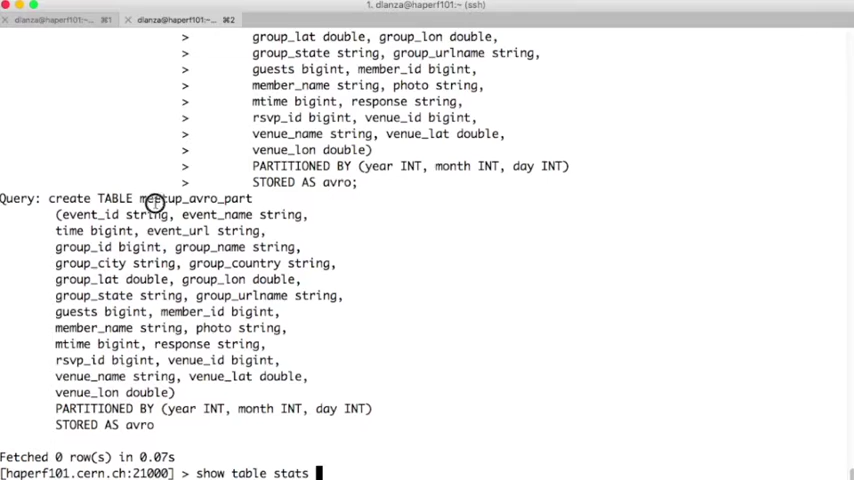 1. dlanza@haperf101:~ (ssh)
dlanza@haperf101:~... ⌘1
dlanza@haperf101:~... ⌘2
> group_lat double, group_lon double,
> group_state string, group_urlname string,
> guests bigint, member_id bigint,
> member_name string, photo string,
> mtime bigint, response string,
> rsvp_id bigint, venue_id bigint,
> venue_name string, venue_lat double,
> venue_lon double)
> PARTITIONED BY (year INT, month INT, day INT)
> STORED AS avro;
Query: create TABLE meetup_avro_part
(event_id string, event_name string,
time bigint, event_url string,
group_id bigint, group_name string,
group_city string, group_country string,
group_lat double, group_lon double,
group_state string, group_urlname string,
guests bigint, member_id bigint,
member_name string, photo string,
mtime bigint, response string,
rsvp_id bigint, venue_id bigint,
venue_name string, venue_lat double,
venue_lon double)
PARTITIONED BY (year INT, month INT, day INT)
STORED AS avro
Fetched 0 row(s) in 0.07s
[haperf101.cern.ch:21000] > show table stats